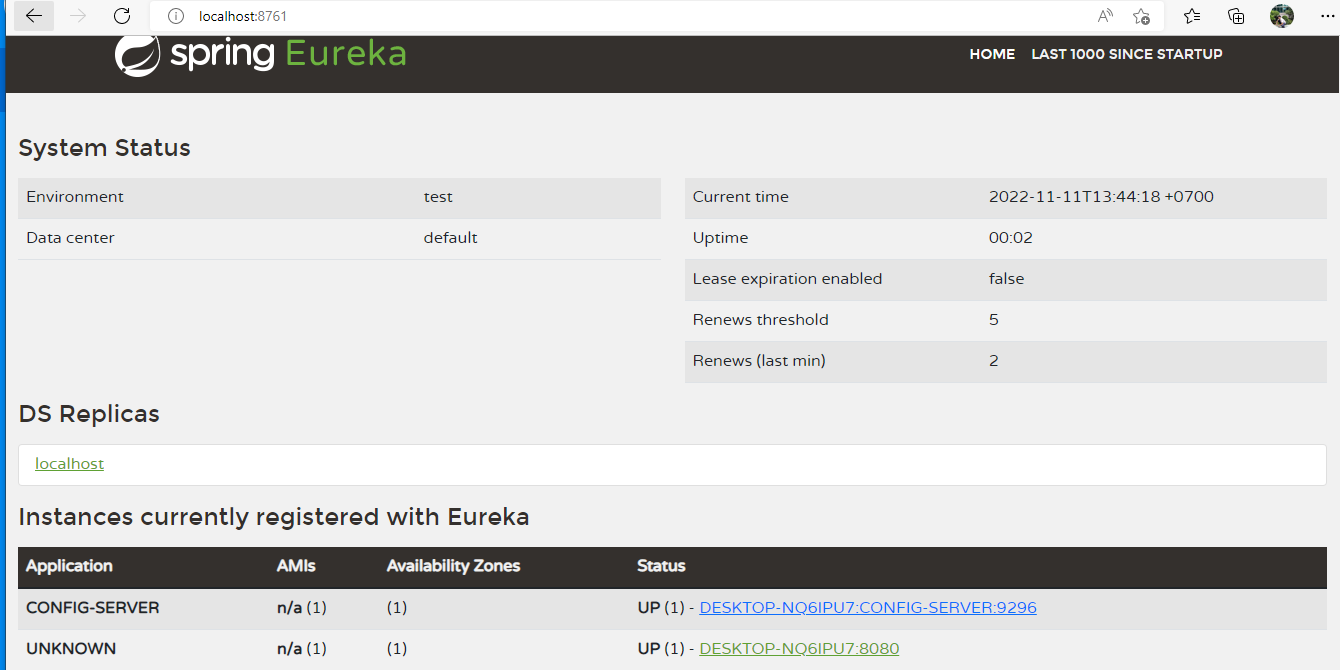 localhost:8761
spring Eureka
HOME LAST 1000 SINCE STARTUP
System Status
Environment test
Data center default
Current time 2022-11-11T13:44:18 +0700
Uptime 00:02
Lease expiration enabled false
Renews threshold 5
Renews (last min) 2
DS Replicas
localhost
Instances currently registered with Eureka
Application AMIs Availability Zones Status
CONFIG-SERVER n/a (1) (1) UP (1) - DESKTOP-NQ6IPU7:CONFIG-SERVER:9296
UNKNOWN n/a (1) (1) UP (1) - DESKTOP-NQ6IPU7:8080